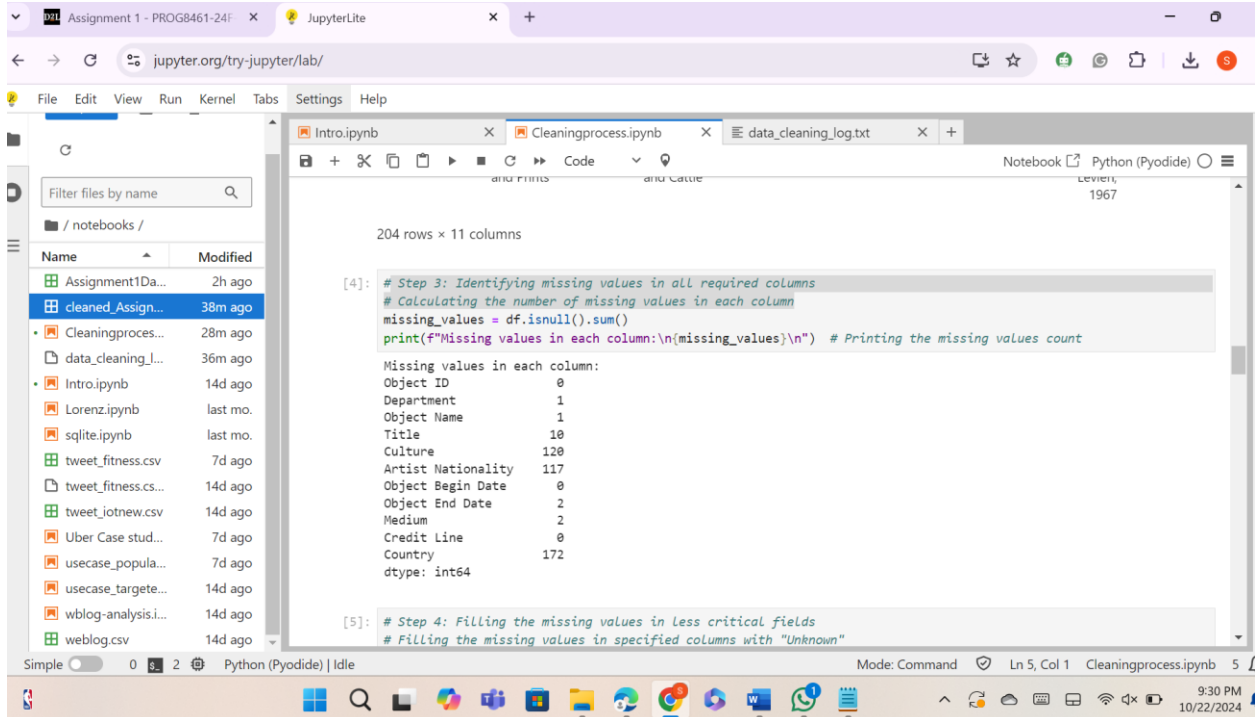 Assignment 1 - PROG8461-24F
JupyterLite
jupyter.org/try-jupyter/lab/
S
File Edit View Run Kernel Tabs Settings Help
Intro.ipynb
Cleaningprocess.ipynb
data_cleaning_log.txt
Code
Notebook
Python (Pyodide)
Filter files by name
/ notebooks /
Name Modified
Assignment1Da... 2h ago
cleaned_Assign... 38m ago
Cleaningproces... 28m ago
data_cleaning_l... 36m ago
Intro.ipynb 14d ago
Lorenz.ipynb last mo.
sqlite.ipynb last mo.
tweet_fitness.csv 7d ago
tweet_fitness.cs... 14d ago
tweet_iotnew.csv 14d ago
Uber Case stud... 7d ago
usecase_popula... 7d ago
usecase_targete... 14d ago
wblog-analysis.i... 14d ago
weblog.csv 14d ago
and Prints and Cattle Levien,
1967
204 rows × 11 columns
[4]: # Step 3: Identifying missing values in all required columns
# Calculating the number of missing values in each column
missing_values = df.isnull().sum()
print(f"Missing values in each column:\n{missing_values}\n") # Printing the missing values count
Missing values in each column:
Object ID 0
Department 1
Object Name 1
Title 10
Culture 120
Artist Nationality 117
Object Begin Date 0
Object End Date 2
Medium 2
Credit Line 0
Country 172
dtype: int64
[5]: # Step 4: Filling the missing values in less critical fields
# Filling the missing values in specified columns with "Unknown"
Simple 0 $_ 2 Python (Pyodide) | Idle Mode: Command Ln 5, Col 1 Cleaningprocess.ipynb 5
9:30 PM
10/22/2024